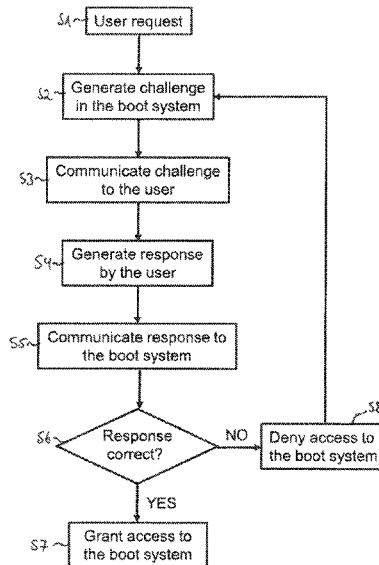 S1
User request
S2
Generate challenge
in the boot system
S3
Communicate challenge
to the user
S4
Generate response
by the user
S5
Communicate response to
the boot system
S6
Response
correct?
NO
S8
Deny access to
the boot system
YES
S7
Grant access to
the boot system